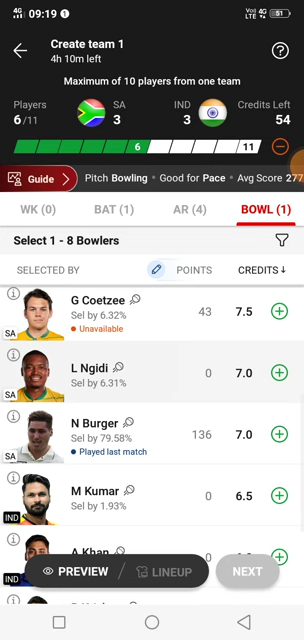 4G 09:19
Vo) 4G LTE 51
Create team 1
4h 10m left
Maximum of 10 players from one team
Players SA IND Credits Left
6/11 3 3 54
6 11
Guide Pitch Bowling • Good for Pace • Avg Score 277
WK (0) BAT (1) AR (4) BOWL (1)
Select 1 - 8 Bowlers
SELECTED BY POINTS CREDITS↓
G Coetzee
Sel by 6.32% 43 7.5
• Unavailable
SA
L Ngidi
Sel by 6.31% 0 7.0
SA
N Burger
Sel by 79.58% 136 7.0
• Played last match
SA
M Kumar
Sel by 1.93% 0 6.5
IND
A Khan
PREVIEW / LINEUP NEXT
IND